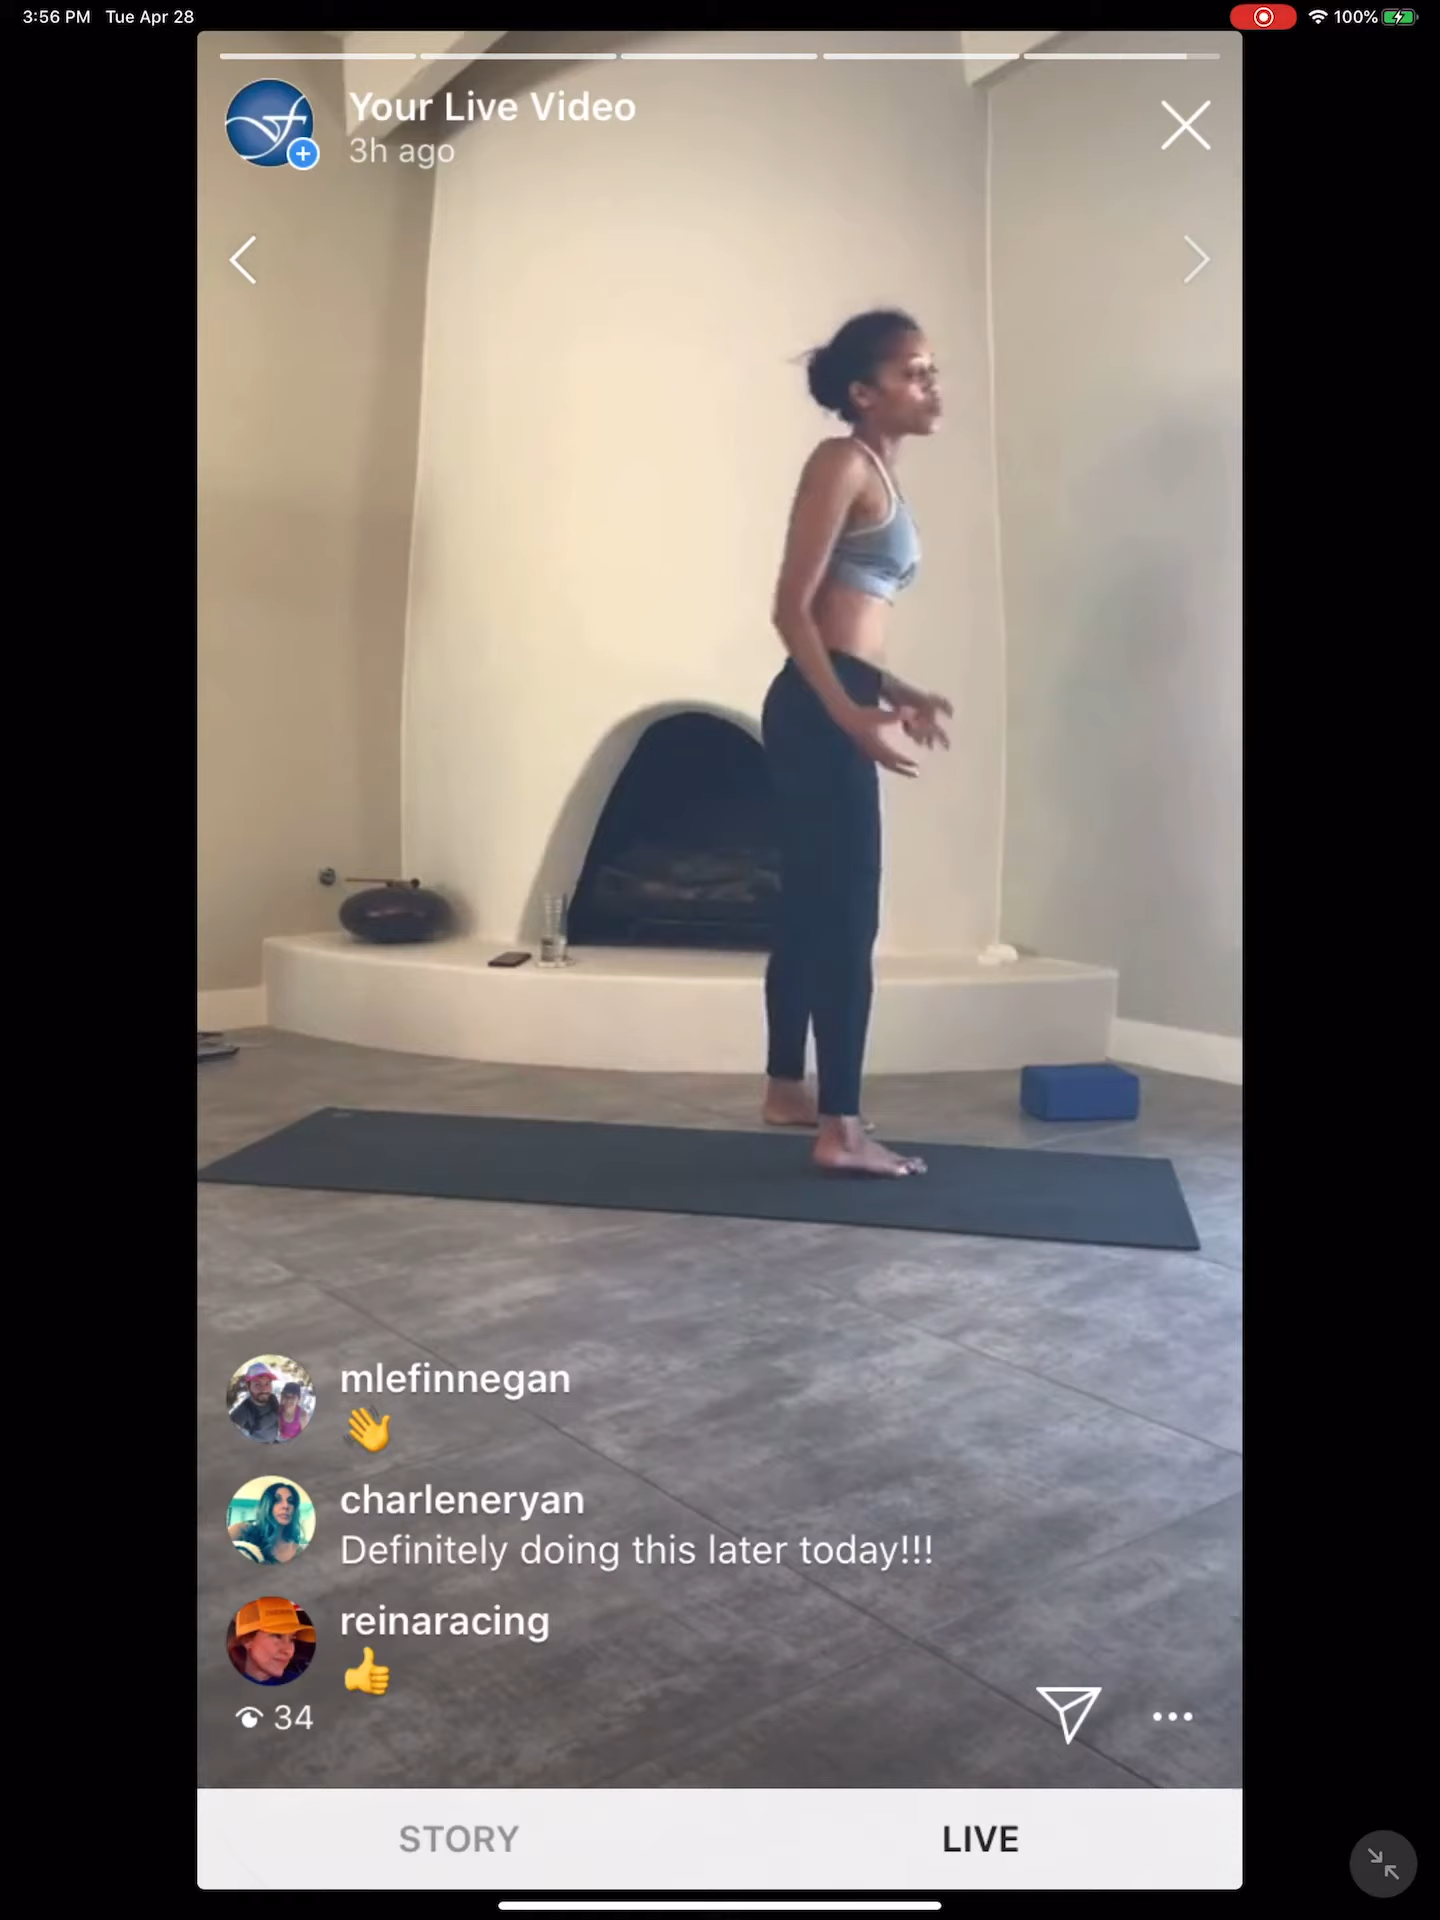 3:56 PM Tue Apr 28
100%
Your Live Video
3h ago
mlefinnegan
charleneryan
Definitely doing this later today!!!
reinaracing
34
STORY
LIVE